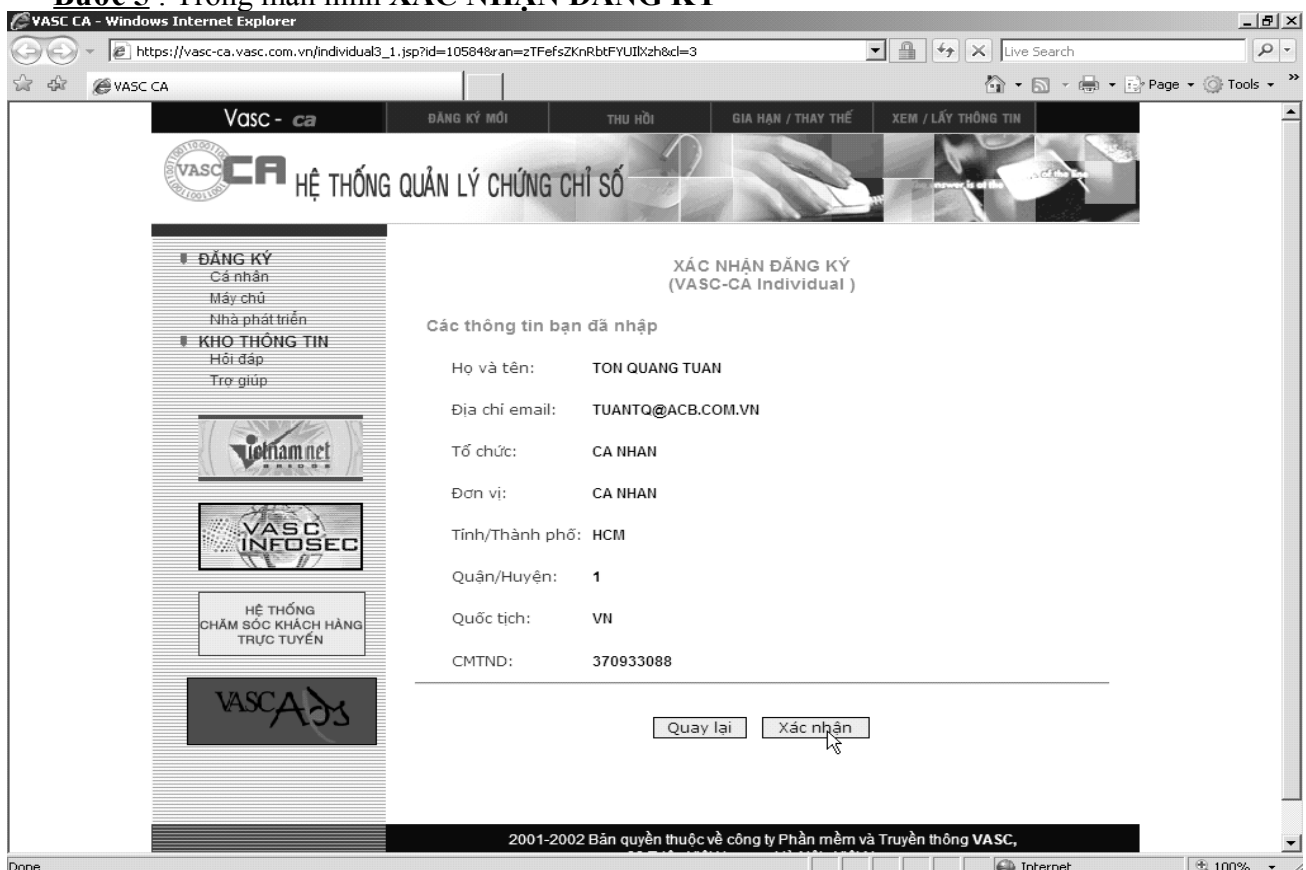 Bước 3 : Trong màn hình XÁC NHẬN ĐĂNG KÝ
VASC CA - Windows Internet Explorer
https://vasc-ca.vasc.com.vn/individual3_1.jsp?id=10584&ran=zTFefsZKnRbtFYUIlXzh&cl=3
Live Search
VASC CA
Page
Tools
Vasc - ca
ĐĂNG KÝ MỚI
THU HỒI
GIA HẠN / THAY THẾ
XEM / LẤY THÔNG TIN
VASC CA HỆ THỐNG QUẢN LÝ CHỨNG CHỈ SỐ
ĐĂNG KÝ
Cá nhân
Máy chủ
Nhà phát triển
KHO THÔNG TIN
Hỏi đáp
Trợ giúp
Vietnamnet
BRIDGE
VASC
INFOSEC
HỆ THỐNG
CHĂM SÓC KHÁCH HÀNG
TRỰC TUYẾN
VASC Ads
XÁC NHẬN ĐĂNG KÝ
(VASC-CA Individual )
Các thông tin bạn đã nhập
Họ và tên: TON QUANG TUAN
Địa chỉ email: TUANTQ@ACB.COM.VN
Tổ chức: CA NHAN
Đơn vị: CA NHAN
Tỉnh/Thành phố: HCM
Quận/Huyện: 1
Quốc tịch: VN
CMTND: 370933088
Quay lại
Xác nhận
2001-2002 Bản quyền thuộc về công ty Phần mềm và Truyền thông VASC,
Done
Internet
100%